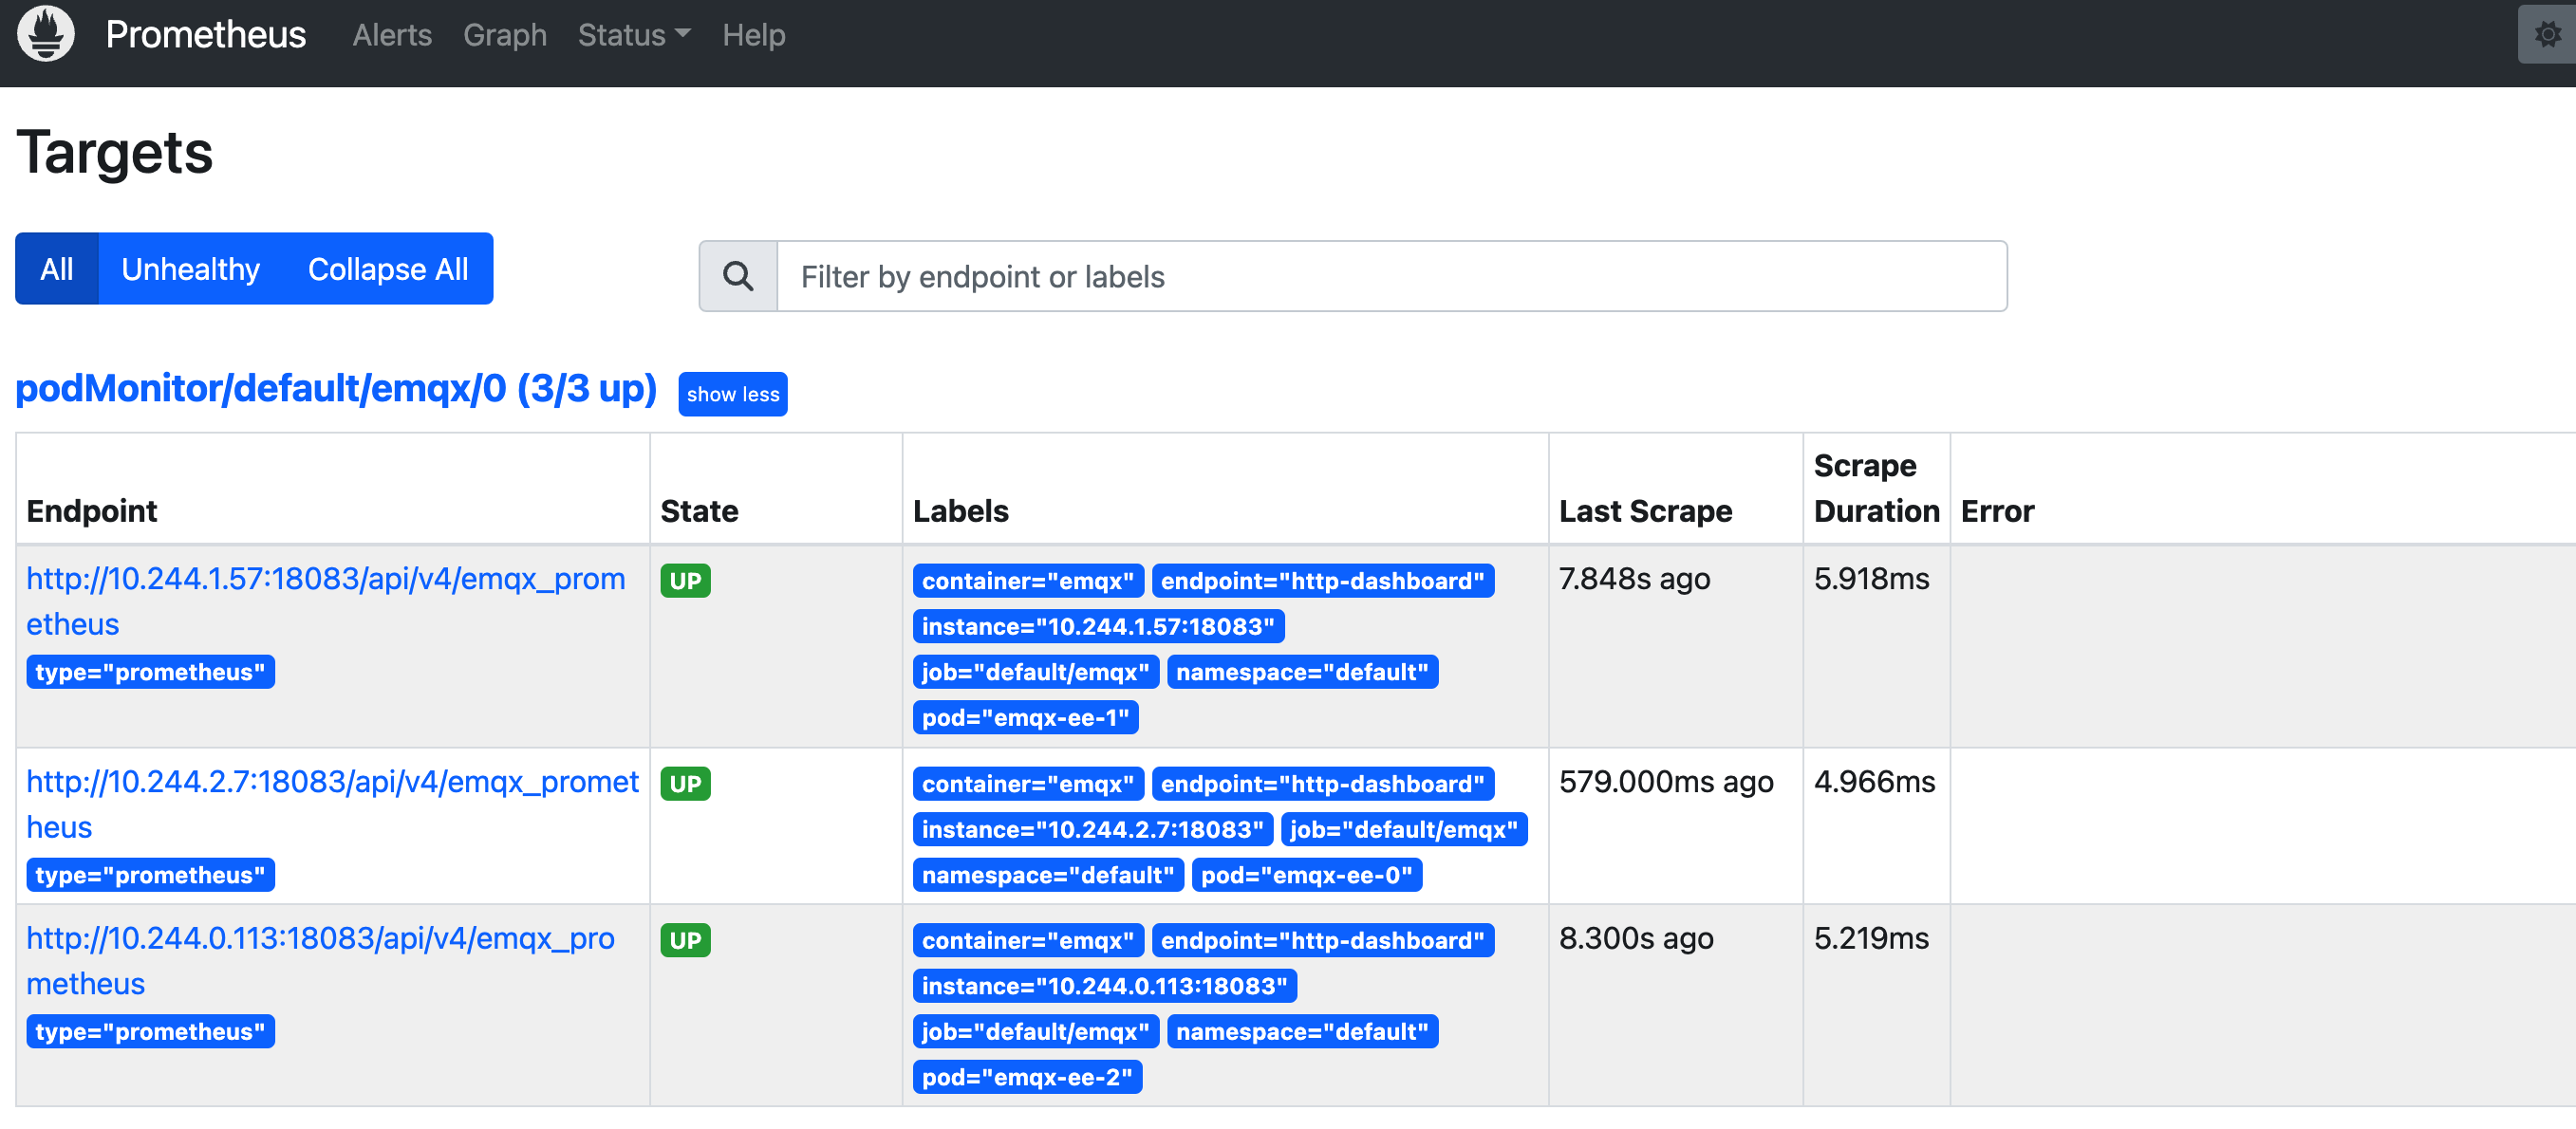 Prometheus Alerts Graph Status Help
Targets
All Unhealthy Collapse All
Filter by endpoint or labels
podMonitor/default/emqx/0 (3/3 up) show less
Endpoint State Labels Last Scrape Scrape Duration Error
http://10.244.1.57:18083/api/v4/emqx_prom
etheus
type="prometheus"
UP
container="emqx" endpoint="http-dashboard"
instance="10.244.1.57:18083"
job="default/emqx" namespace="default"
pod="emqx-ee-1"
7.848s ago
5.918ms
http://10.244.2.7:18083/api/v4/emqx_promet
heus
type="prometheus"
UP
container="emqx" endpoint="http-dashboard"
instance="10.244.2.7:18083" job="default/emqx"
namespace="default" pod="emqx-ee-0"
579.000ms ago
4.966ms
http://10.244.0.113:18083/api/v4/emqx_pro
metheus
type="prometheus"
UP
container="emqx" endpoint="http-dashboard"
instance="10.244.0.113:18083"
job="default/emqx" namespace="default"
pod="emqx-ee-2"
8.300s ago
5.219ms